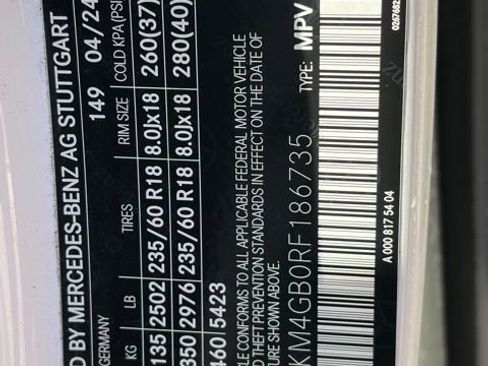 D BY MERCEDES-BENZ AG STUTTGART
GERMANY 149 04/24
KG LB TIRES RIM SIZE COLD KPA(PSI
135 2502 235/60 R18 8.0Jx18 260(37)
350 2976 235/60 R18 8.0Jx18 280(40)
460 5423
CLE CONFORMS TO ALL APPLICABLE FEDERAL MOTOR VEHICLE
D THEFT PREVENTION STANDARDS IN EFFECT ON THE DATE OF
URE SHOWN ABOVE
KM4GB0RF186735 TYPE: MPV
A 000 817 54 04
0267682